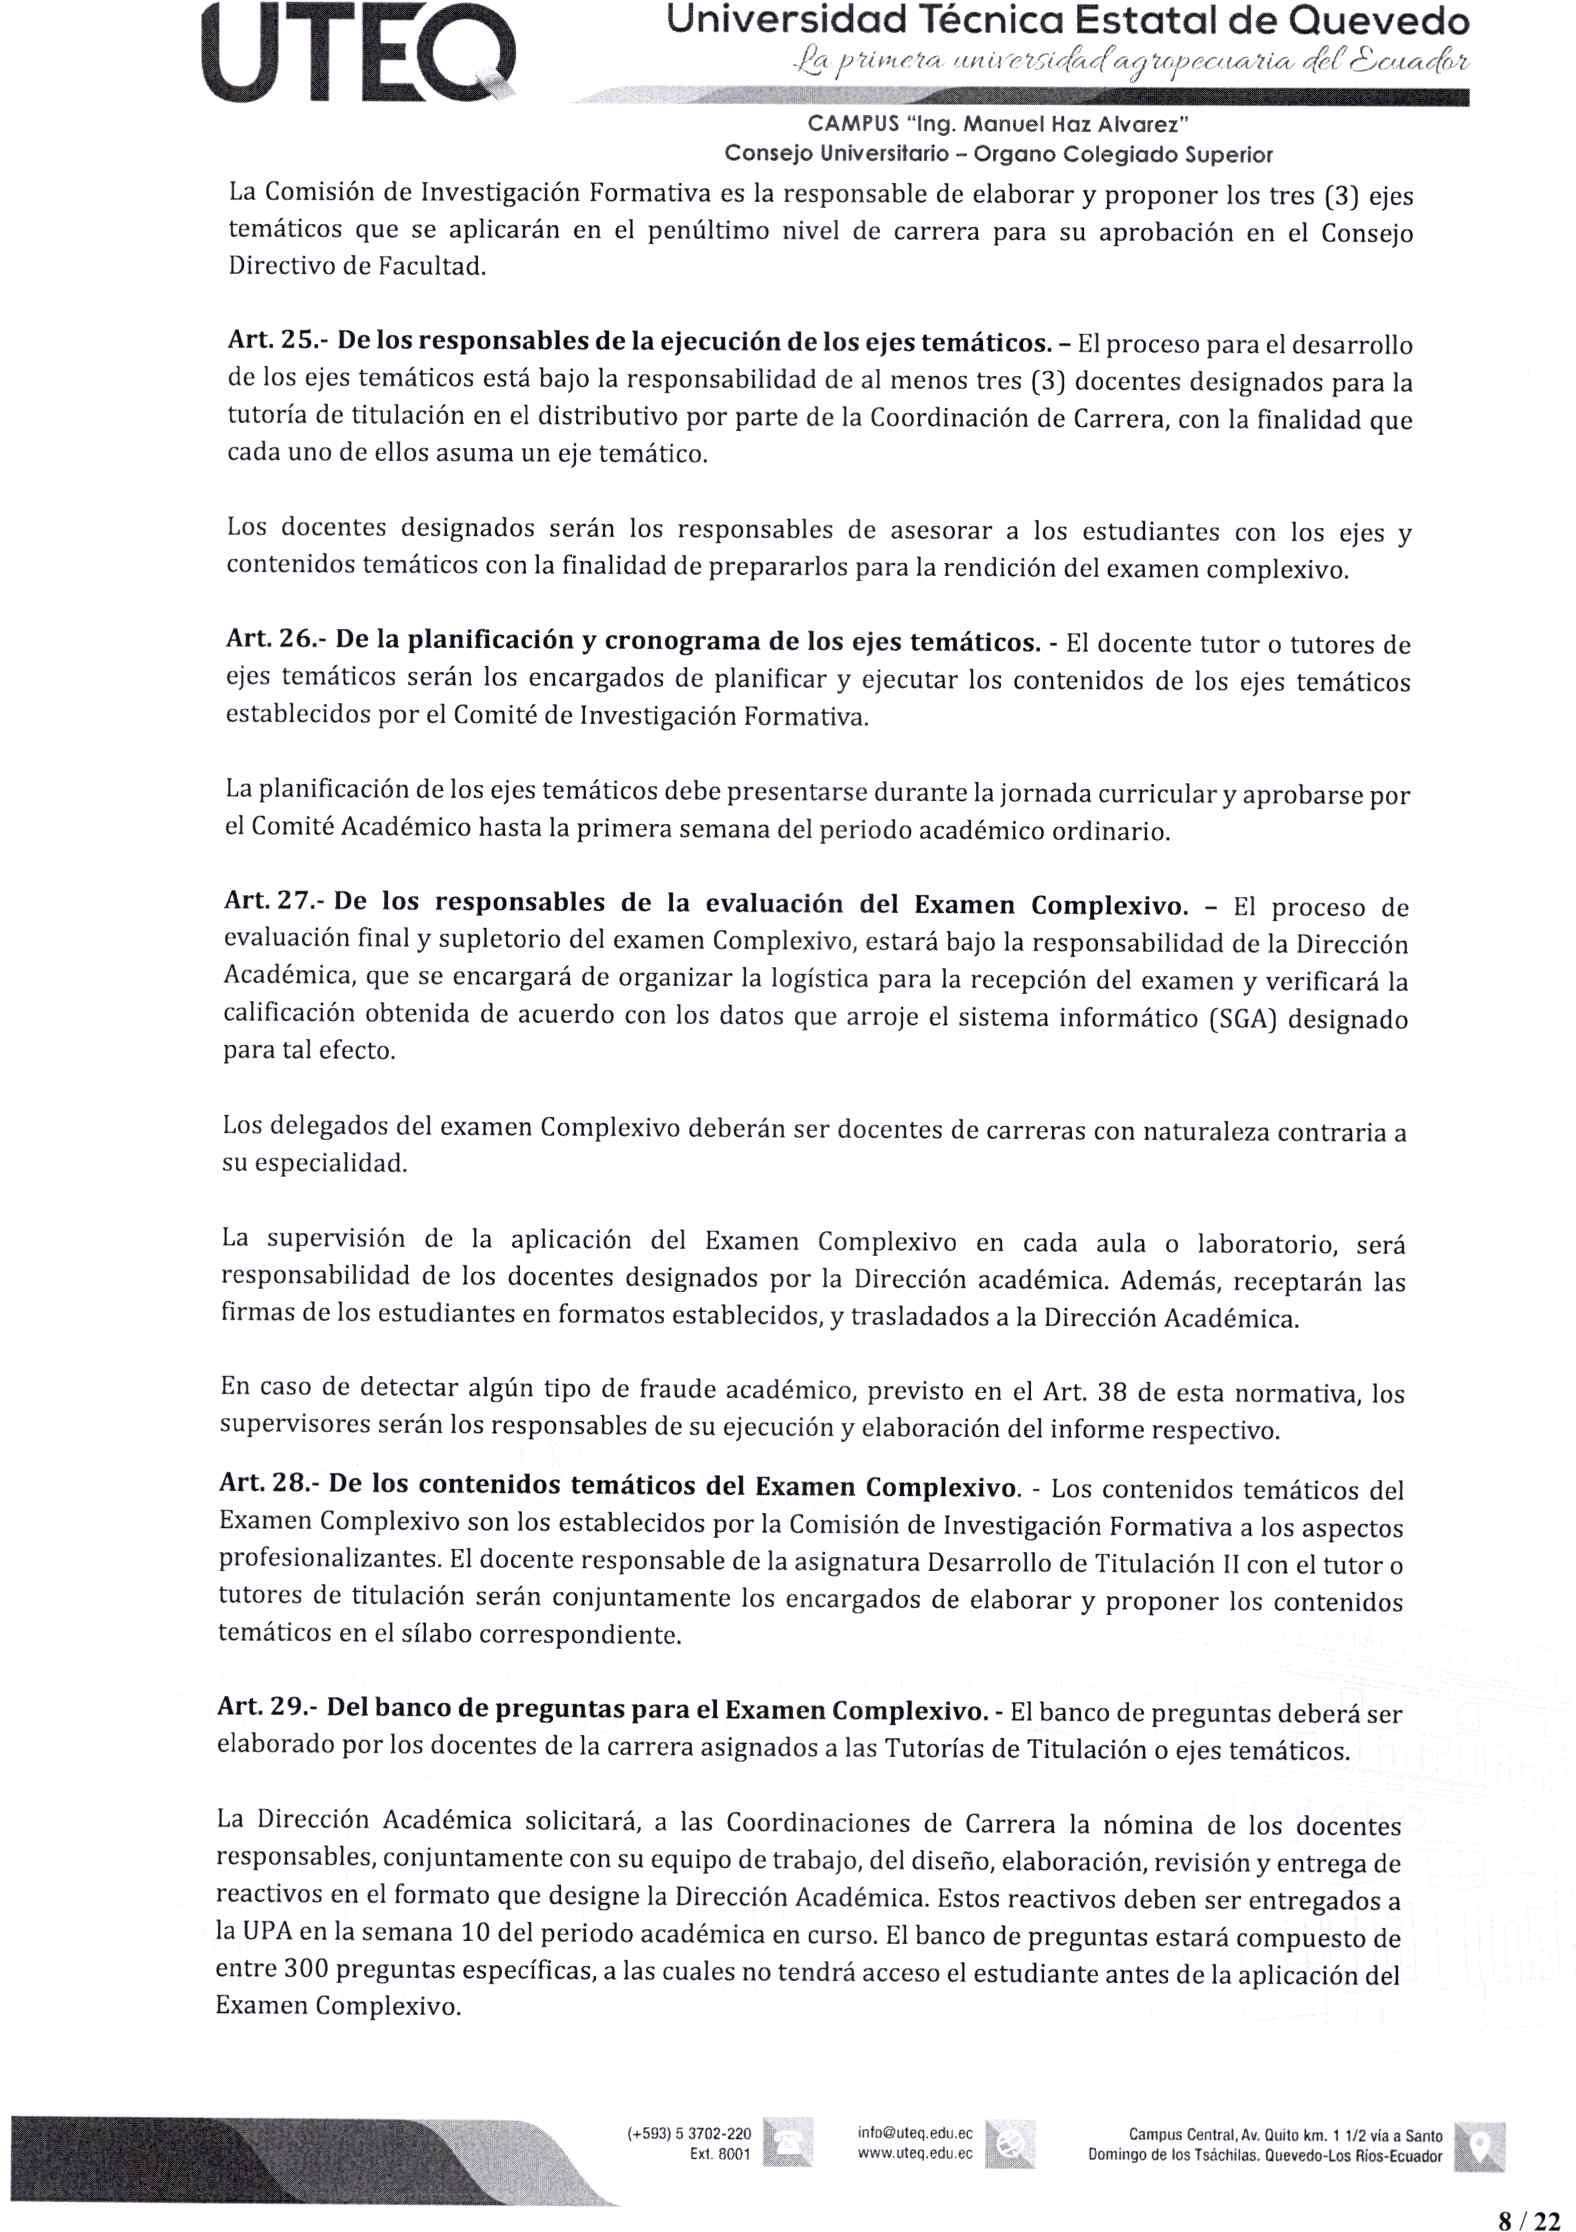 UTEQ
Universidad Técnica Estatal de Quevedo
La primera universidad agropecuaria del Ecuador
CAMPUS “Ing. Manuel Haz Alvarez”
Consejo Universitario – Organo Colegiado Superior
La Comisión de Investigación Formativa es la responsable de elaborar y proponer los tres (3) ejes
temáticos que se aplicarán en el penúltimo nivel de carrera para su aprobación en el Consejo
Directivo de Facultad.
Art. 25.- De los responsables de la ejecución de los ejes temáticos. – El proceso para el desarrollo
de los ejes temáticos está bajo la responsabilidad de al menos tres (3) docentes designados para la
tutoría de titulación en el distributivo por parte de la Coordinación de Carrera, con la finalidad que
cada uno de ellos asuma un eje temático.
Los docentes designados serán los responsables de asesorar a los estudiantes con los ejes y
contenidos temáticos con la finalidad de prepararlos para la rendición del examen complexivo.
Art. 26.- De la planificación y cronograma de los ejes temáticos. - El docente tutor o tutores de
ejes temáticos serán los encargados de planificar y ejecutar los contenidos de los ejes temáticos
establecidos por el Comité de Investigación Formativa.
La planificación de los ejes temáticos debe presentarse durante la jornada curricular y aprobarse por
el Comité Académico hasta la primera semana del periodo académico ordinario.
Art. 27.- De los responsables de la evaluación del Examen Complexivo. – El proceso de
evaluación final y supletorio del examen Complexivo, estará bajo la responsabilidad de la Dirección
Académica, que se encargará de organizar la logística para la recepción del examen y verificará la
calificación obtenida de acuerdo con los datos que arroje el sistema informático (SGA) designado
para tal efecto.
Los delegados del examen Complexivo deberán ser docentes de carreras con naturaleza contraria a
su especialidad.
La supervisión de la aplicación del Examen Complexivo en cada aula o laboratorio, será
responsabilidad de los docentes designados por la Dirección académica. Además, receptarán las
firmas de los estudiantes en formatos establecidos, y trasladados a la Dirección Académica.
En caso de detectar algún tipo de fraude académico, previsto en el Art. 38 de esta normativa, los
supervisores serán los responsables de su ejecución y elaboración del informe respectivo.
Art. 28.- De los contenidos temáticos del Examen Complexivo. - Los contenidos temáticos del
Examen Complexivo son los establecidos por la Comisión de Investigación Formativa a los aspectos
profesionalizantes. El docente responsable de la asignatura Desarrollo de Titulación II con el tutor o
tutores de titulación serán conjuntamente los encargados de elaborar y proponer los contenidos
temáticos en el sílabo correspondiente.
Art. 29.- Del banco de preguntas para el Examen Complexivo. - El banco de preguntas deberá ser
elaborado por los docentes de la carrera asignados a las Tutorías de Titulación o ejes temáticos.
La Dirección Académica solicitará, a las Coordinaciones de Carrera la nómina de los docentes
responsables, conjuntamente con su equipo de trabajo, del diseño, elaboración, revisión y entrega de
reactivos en el formato que designe la Dirección Académica. Estos reactivos deben ser entregados a
la UPA en la semana 10 del periodo académica en curso. El banco de preguntas estará compuesto de
entre 300 preguntas específicas, a las cuales no tendrá acceso el estudiante antes de la aplicación del
Examen Complexivo.
(+593) 5 3702-220
Ext. 8001
info@uteq.edu.ec
www.uteq.edu.ec
Campus Central, Av. Quito km. 1 1/2 vía a Santo
Domingo de los Tsáchilas. Quevedo-Los Ríos-Ecuador
8 / 22